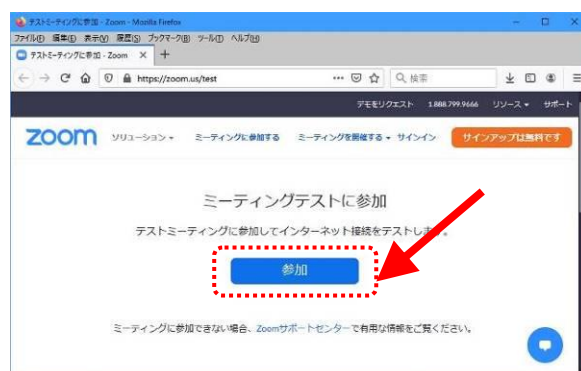 テストミーティングに参加 - Zoom - Mozilla Firefox
ファイル(F) 編集(E) 表示(V) 履歴(S) ブックマーク(B) ツール(T) ヘルプ(H)
テストミーティングに参加 - Zoom × +
https://zoom.us/test 検索
デモをリクエスト 1.888.799.9666 リソース サポート
zoom ソリューション ミーティングに参加する ミーティングを開催する サインイン サインアップは無料です
ミーティングテストに参加
テストミーティングに参加してインターネット接続をテストします。
参加
ミーティングに参加できない場合、Zoomサポートセンターで有用な情報をご覧ください。